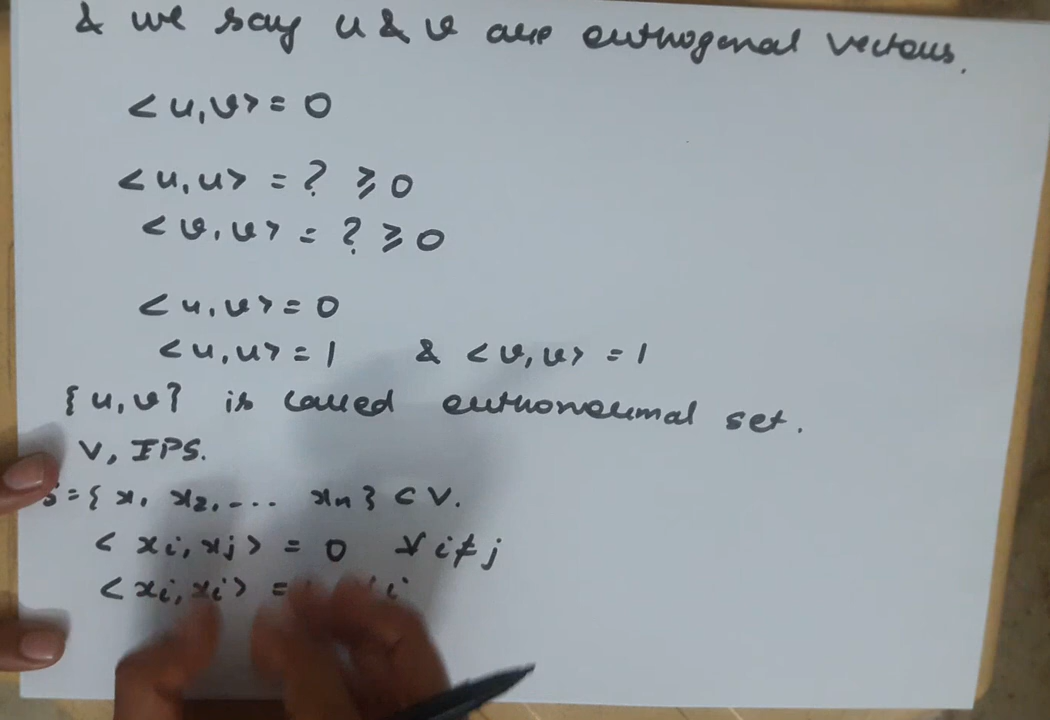 & we say u & v are orthogonal vectors.
<u,v> = 0
<u,u> = ? ≥ 0
<v,v> = ? ≥ 0
<u,v> = 0
<u,u> = 1 & <v,v> = 1
{u,v} is called orthonormal set.
V, IPS.
S = { x1 x2, .... xn } ⊂ V.
< xi, xj > = 0 ∀ i ≠ j
< xi, xi > = i